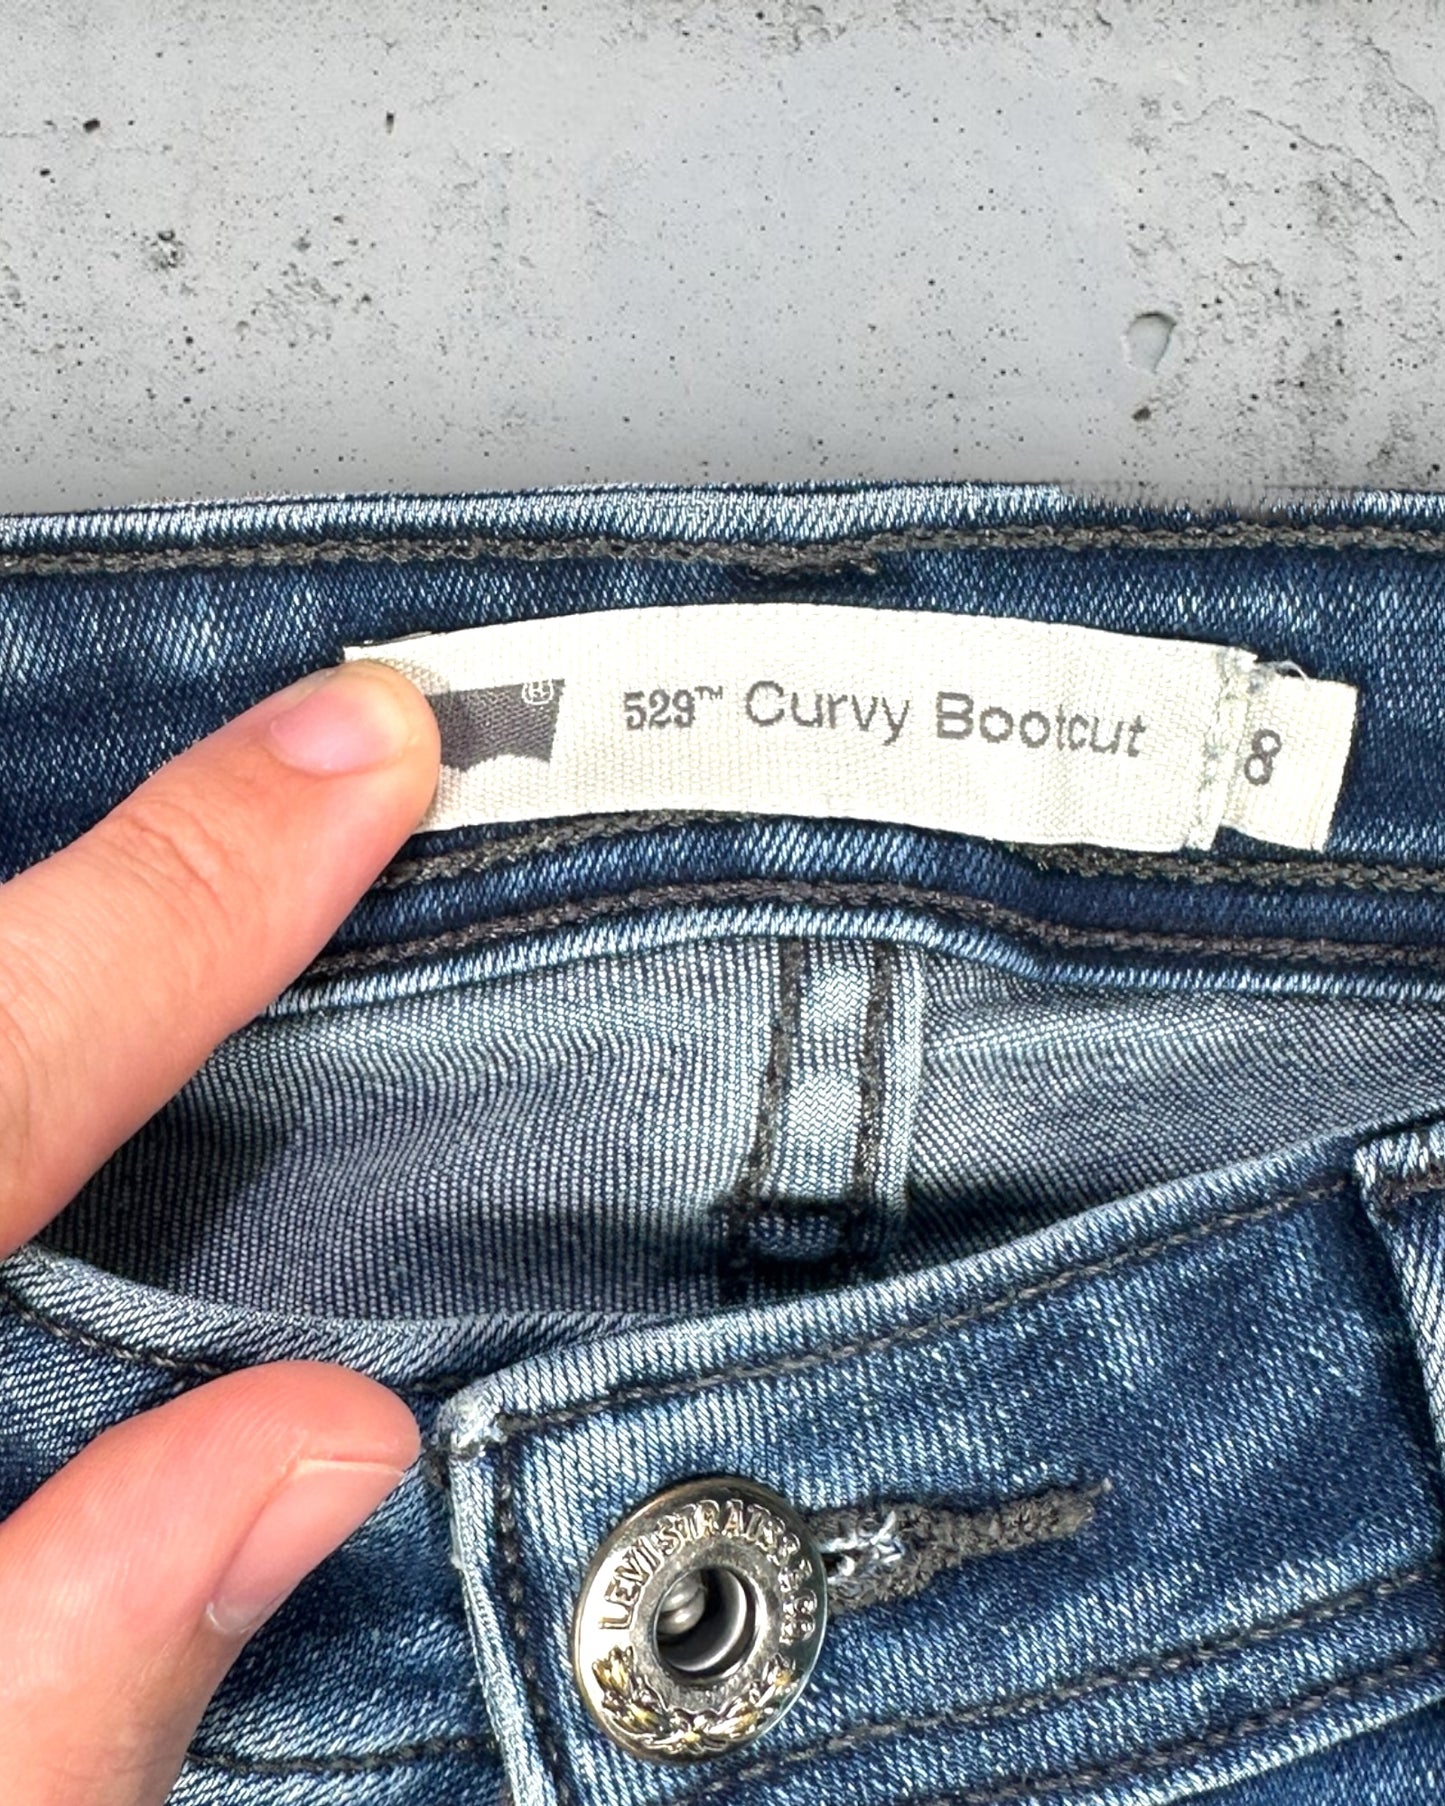 ® 529™ Curvy Bootcut 8
LEVI STRAUSS & CO